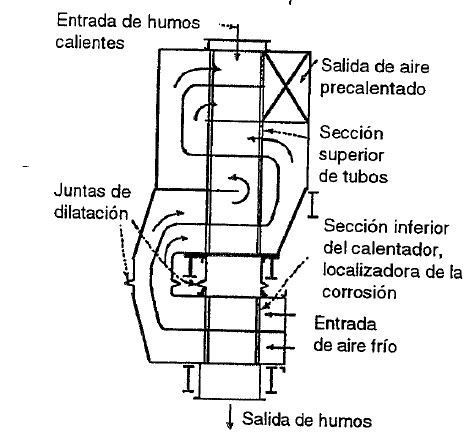 Entrada de humos
calientes
Salida de aire
precalentado
Sección
superior
de tubos
Juntas de
dilatación
Sección inferior
del calentador,
localizadora de la
corrosión
Entrada
de aire frío
Salida de humos